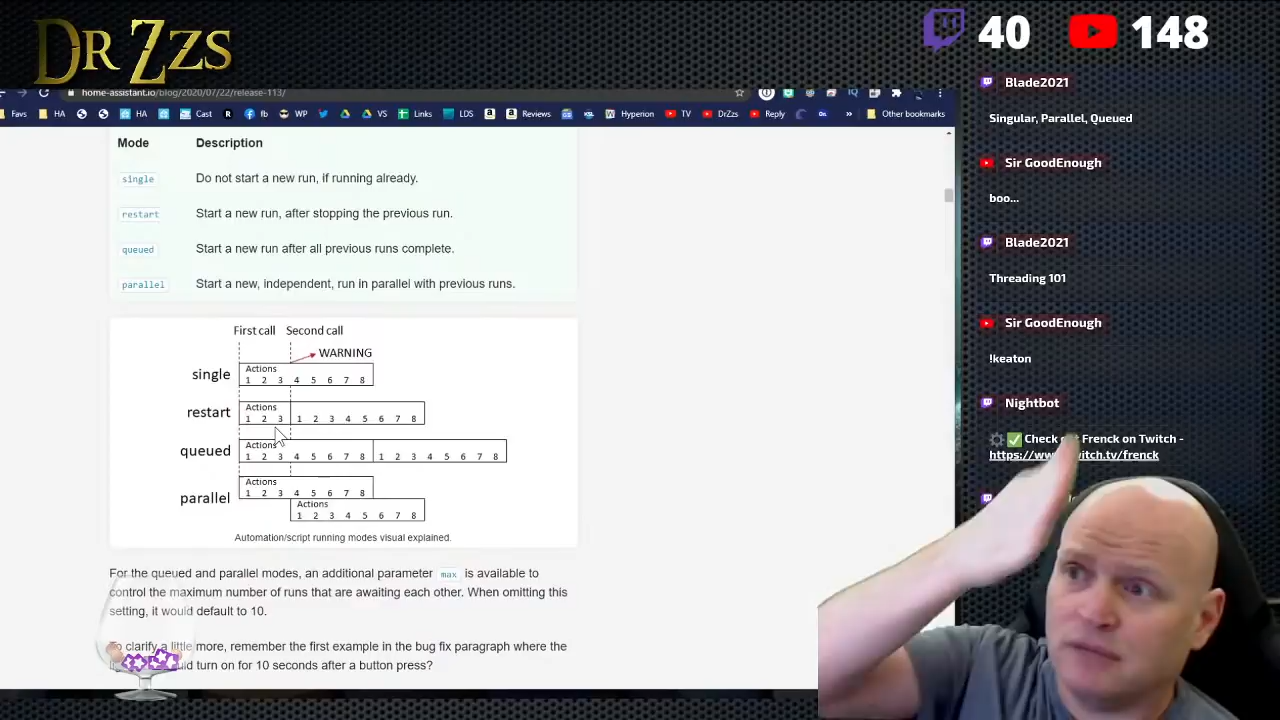 DR ZZS
40
148
home-assistant.io/blog/2020/07/22/release-113/
Favs
HA
HA
Cast
fb
WP
VS
Links
LDS
Reviews
Hyperion
TV
DrZzs
Reply
»
Other bookmarks
Mode Description
single Do not start a new run, if running already.
restart Start a new run, after stopping the previous run.
queued Start a new run after all previous runs complete.
parallel Start a new, independent, run in parallel with previous runs.
First call Second call
WARNING
single
Actions
1 2 3 4 5 6 7 8
restart
Actions
1 2 3 1 2 3 4 5 6 7 8
queued
Actions
1 2 3 4 5 6 7 8 1 2 3 4 5 6 7 8
parallel
Actions
1 2 3 4 5 6 7 8
Actions
1 2 3 4 5 6 7 8
Automation/script running modes visual explained.
For the queued and parallel modes, an additional parameter max is available to
control the maximum number of runs that are awaiting each other. When omitting this
setting, it would default to 10.
To clarify a little more, remember the first example in the bug fix paragraph where the
turn on for 10 seconds after a button press?
Blade2021
Singular, Parallel, Queued
Sir GoodEnough
boo...
Blade2021
Threading 101
Sir GoodEnough
!keaton
Nightbot
Check Frenck on Twitch -
https://www.twitch.tv/frenck